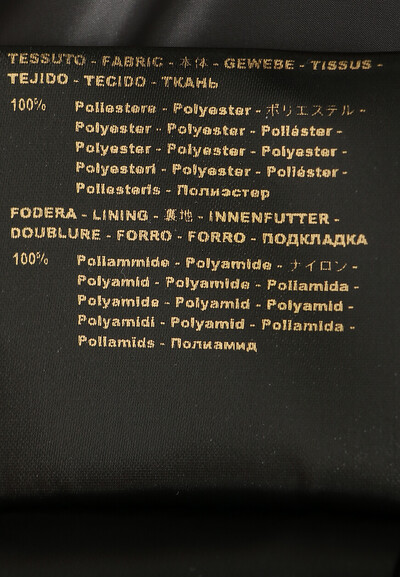 TESSUTO - FABRIC - 本体 - GEWEBE - TISSUS -
TEJIDO - TECIDO - ТКАНЬ
100% Poliestere - Polyester - ポリエステル -
Polyester - Polyester - Poliéster -
Polyester - Polyester - Polyester -
Polyesteri - Polyester - Poliéster -
Poliesteris - Полиэстер
FODERA - LINING - 裏地 - INNENFUTTER -
DOUBLURE - FORRO - FORRO - ПОДКЛАДКА
100% Poliammide - Polyamide - ナイロン -
Polyamid - Polyamide - Poliamida -
Polyamide - Polyamid - Polyamid -
Polyamidi - Polyamid - Poliamida -
Poliamids - Полиамид